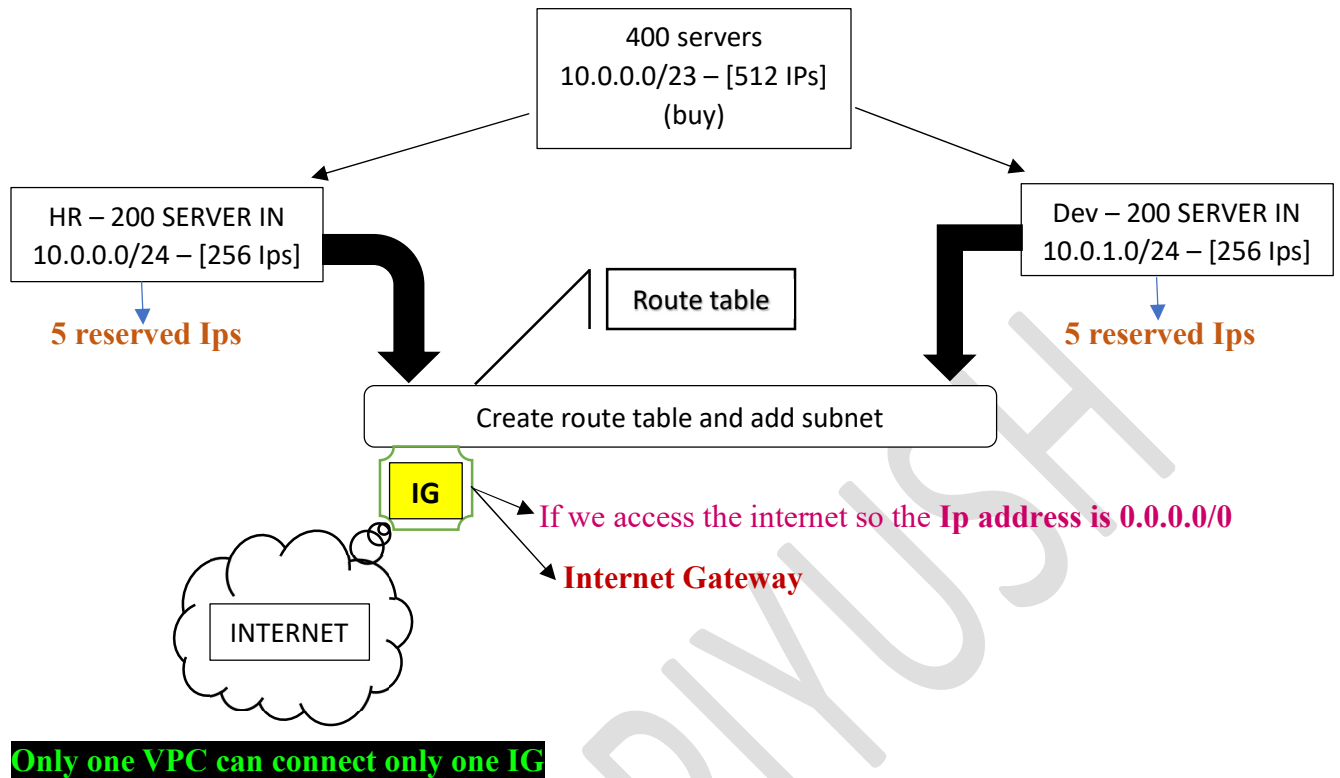 400 servers
10.0.0.0/23 – [512 IPs]
(buy)
HR – 200 SERVER IN
10.0.0.0/24 – [256 Ips]
Dev – 200 SERVER IN
10.0.1.0/24 – [256 Ips]
5 reserved Ips
Route table
5 reserved Ips
Create route table and add subnet
IG
If we access the internet so the Ip address is 0.0.0.0/0
Internet Gateway
INTERNET
Only one VPC can connect only one IG
PIYUSH